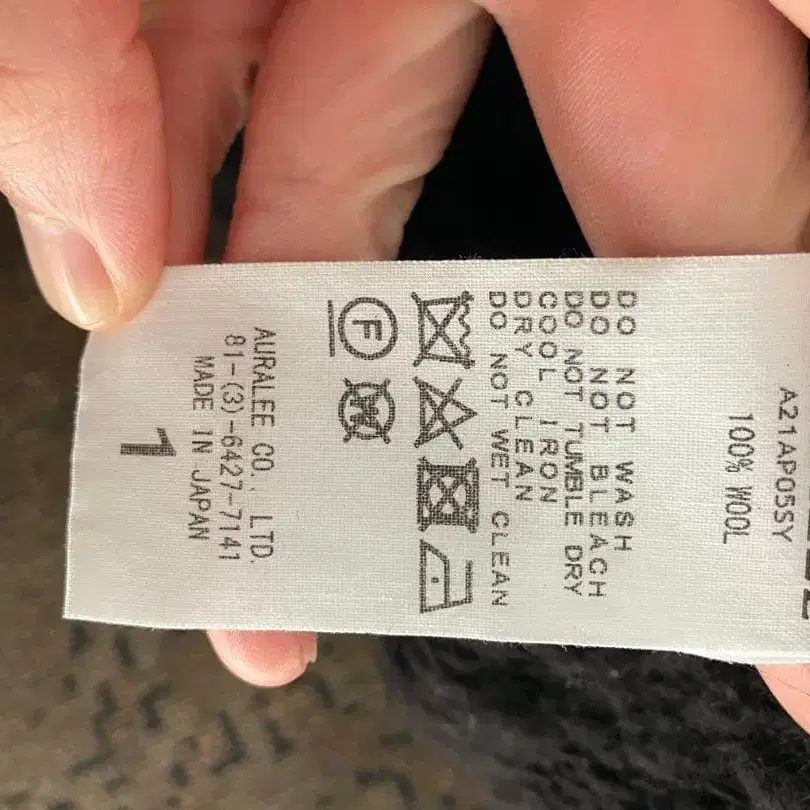 A21AP05SY
100% WOOL
DO NOT WASH
DO NOT BLEACH
DO NOT TUMBLE DRY
COOL IRON
DRY CLEAN
DO NOT WET CLEAN
F W
AURALEE CO., LTD.
81-(3)-6427-7141
MADE IN JAPAN
1